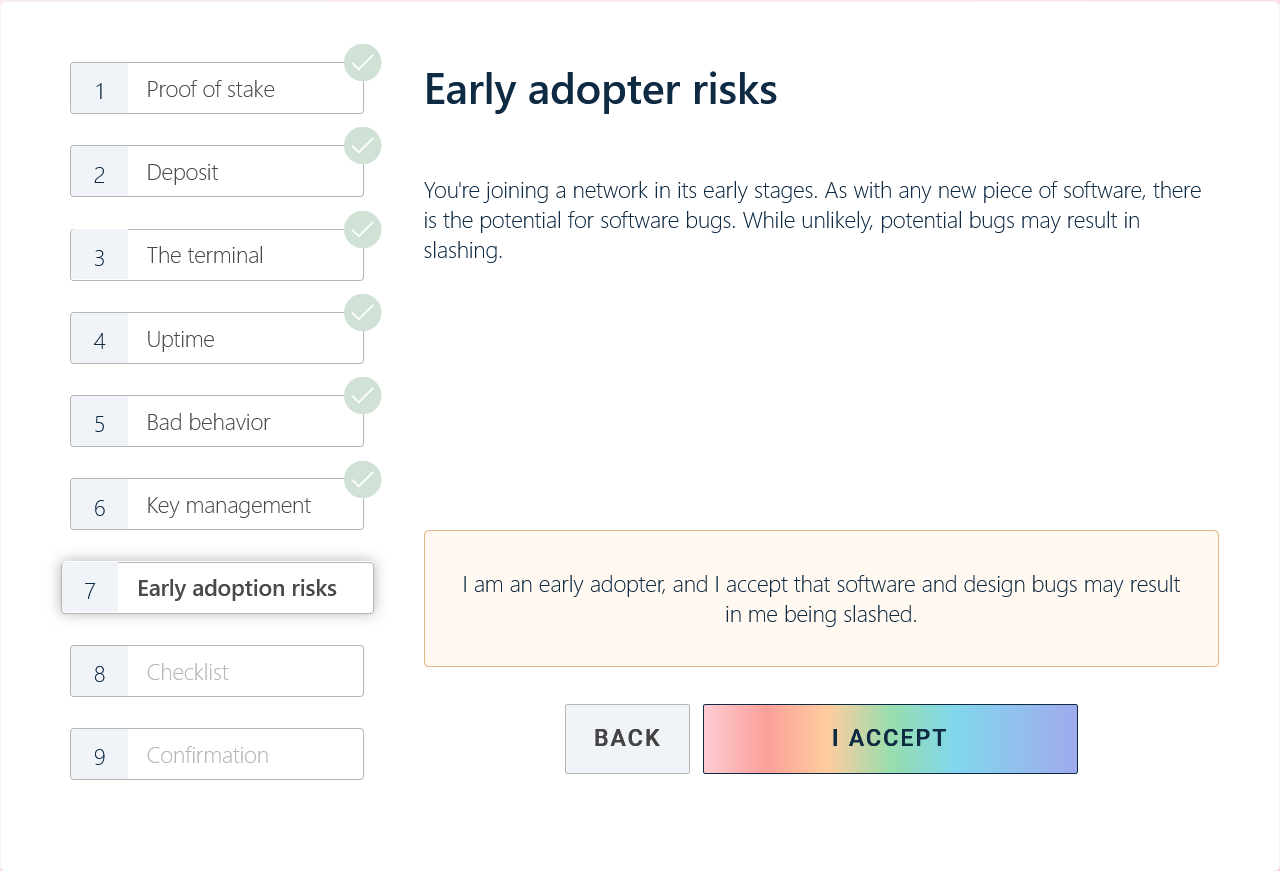 1 Proof of stake
2 Deposit
3 The terminal
4 Uptime
5 Bad behavior
6 Key management
7 Early adoption risks
8 Checklist
9 Confirmation
Early adopter risks
You're joining a network in its early stages. As with any new piece of software, there
is the potential for software bugs. While unlikely, potential bugs may result in
slashing.
I am an early adopter, and I accept that software and design bugs may result
in me being slashed.
BACK
I ACCEPT